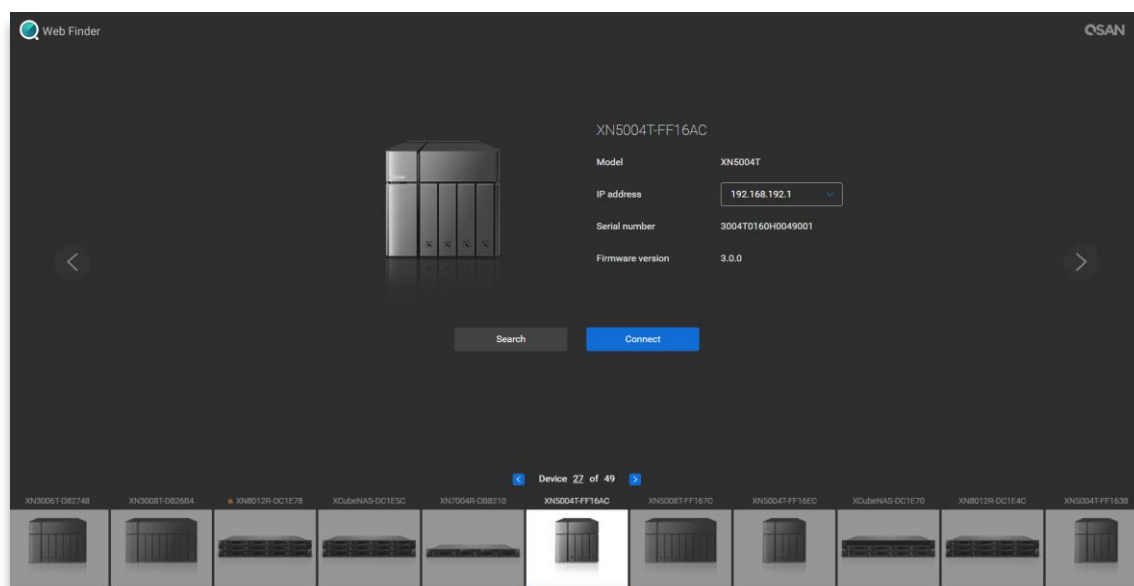 Web Finder
QSAN
XN5004T-FF16AC
Model XN5004T
IP address 192.168.192.1
Serial number 3004T0160H0049001
Firmware version 3.0.0
Search Connect
Device 27 of 49
XN3006T-D82748 XN3008T-D826B4 XN8012R-DC1E78 XCubeNAS-DC1E5C XN7004R-DB8210 XN5004T-FF16AC XN5008T-FF167C XN5004T-FF16EC XCubeNAS-DC1E70 XN8012R-DC1E4C XN5004T-FF1638